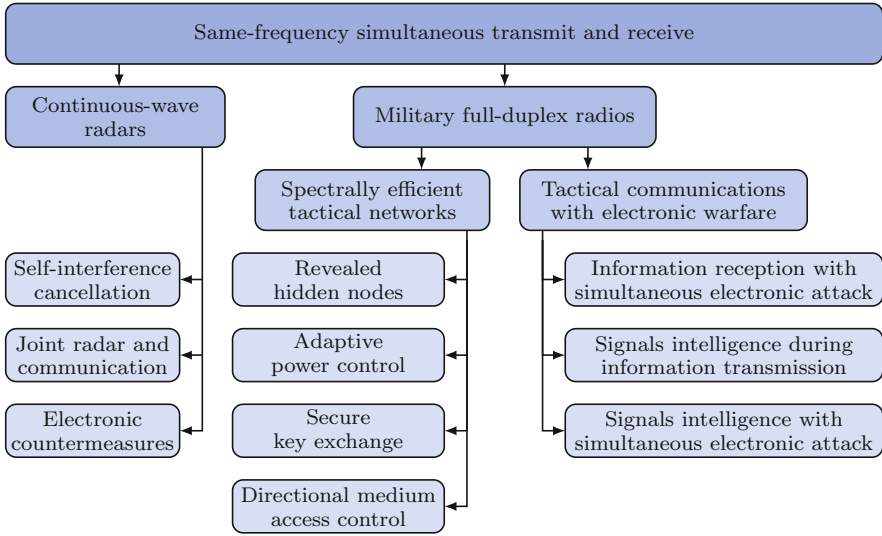 Same-frequency simultaneous transmit and receive
Continuous-wave
radars
Military full-duplex radios
Spectrally efficient
tactical networks
Tactical communications
with electronic warfare
Self-interference
cancellation
Joint radar and
communication
Electronic
countermeasures
Revealed
hidden nodes
Adaptive
power control
Secure
key exchange
Directional medium
access control
Information reception with
simultaneous electronic attack
Signals intelligence during
information transmission
Signals intelligence with
simultaneous electronic attack